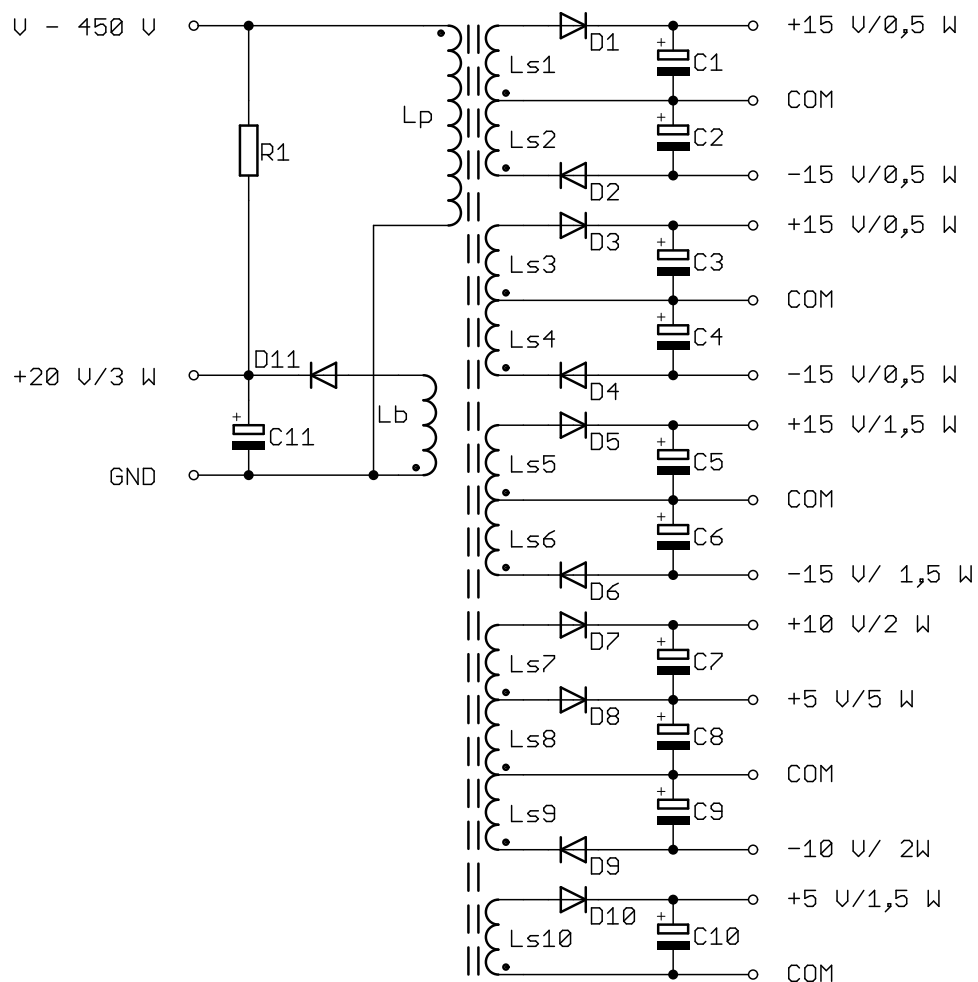 V - 450 V
+20 V/3 W
GND
R1
D11
C11
Lp
Lb
Ls1
Ls2
Ls3
Ls4
Ls5
Ls6
Ls7
Ls8
Ls9
Ls10
D1
D2
D3
D4
D5
D6
D7
D8
D9
D10
+
C1
+
C2
+
C3
+
C4
+
C5
+
C6
+
C7
+
C8
+
C9
+
C10
+
+15 V/0,5 W
COM
-15 V/0,5 W
+15 V/0,5 W
COM
-15 V/0,5 W
+15 V/1,5 W
COM
-15 V/ 1,5 W
+10 V/2 W
+5 V/5 W
COM
-10 V/ 2W
+5 V/1,5 W
COM